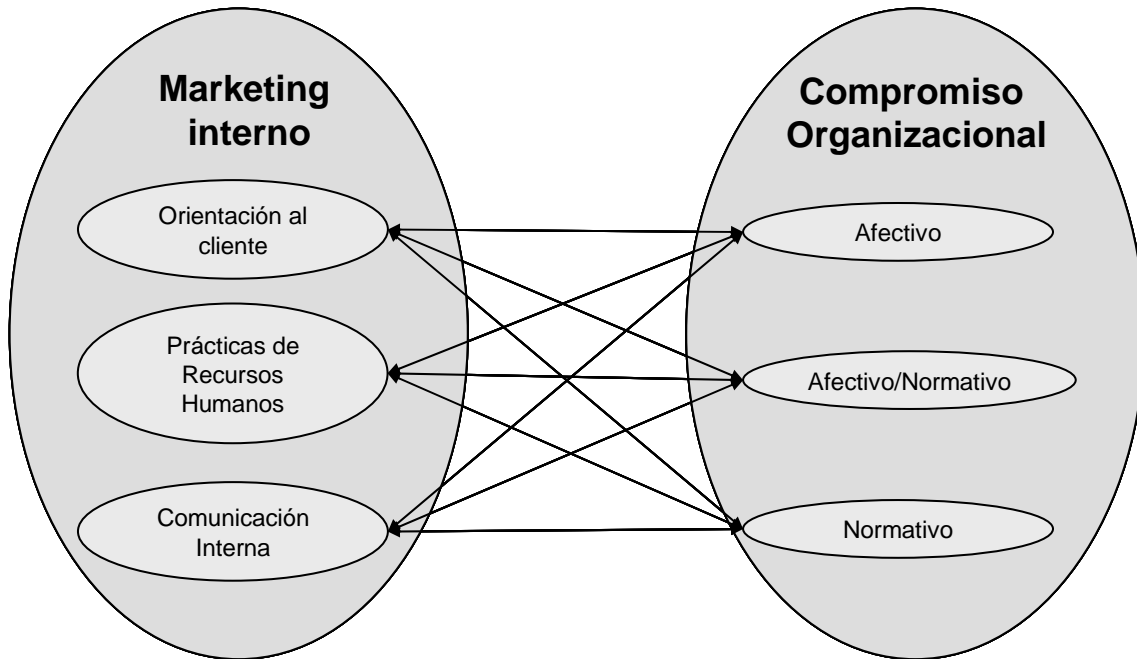 Marketing
interno
Orientación al
cliente
Prácticas de
Recursos
Humanos
Comunicación
Interna
Compromiso
Organizacional
Afectivo
Afectivo/Normativo
Normativo